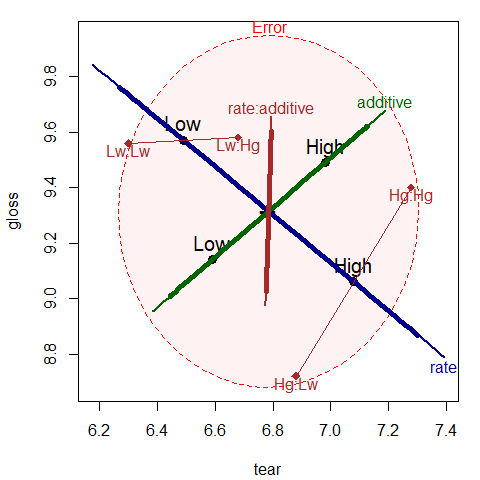 Error
9.8
additive
rate:additive
9.6
Low
High
Lw:Hg
Lw:Lw
9.4
Hg:Hg
gloss
9.2
Low
High
9.0
8.8
rate
Hg:Lw
6.2 6.4 6.6 6.8 7.0 7.2 7.4
tear